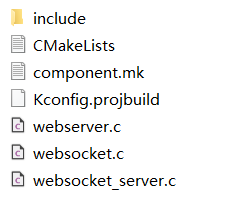 include
CMakeLists
component.mk
Kconfig.projbuild
webserver.c
websocket.c
websocket_server.c